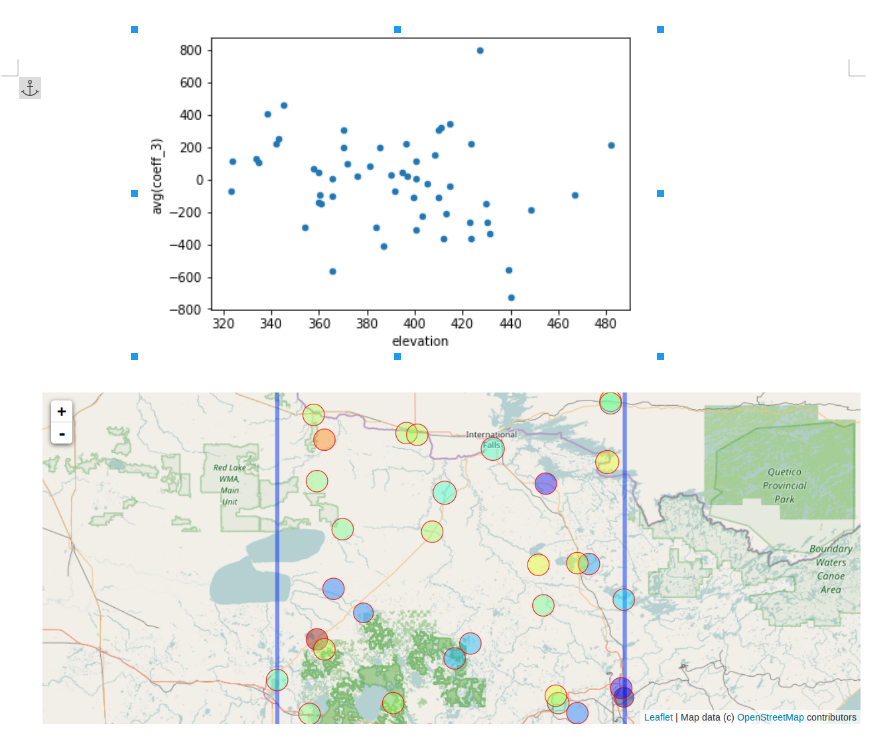 800
600
400
200
0
−200
−400
−600
−800
avg(coeff_3)
320 340 360 380 400 420 440 460 480
elevation
+
-
International
Falls
Red Lake
WMA,
Main
Unit
Quetico
Provincial
Park
Boundary
Waters
Canoe
Area
Leaflet | Map data (c) OpenStreetMap contributors